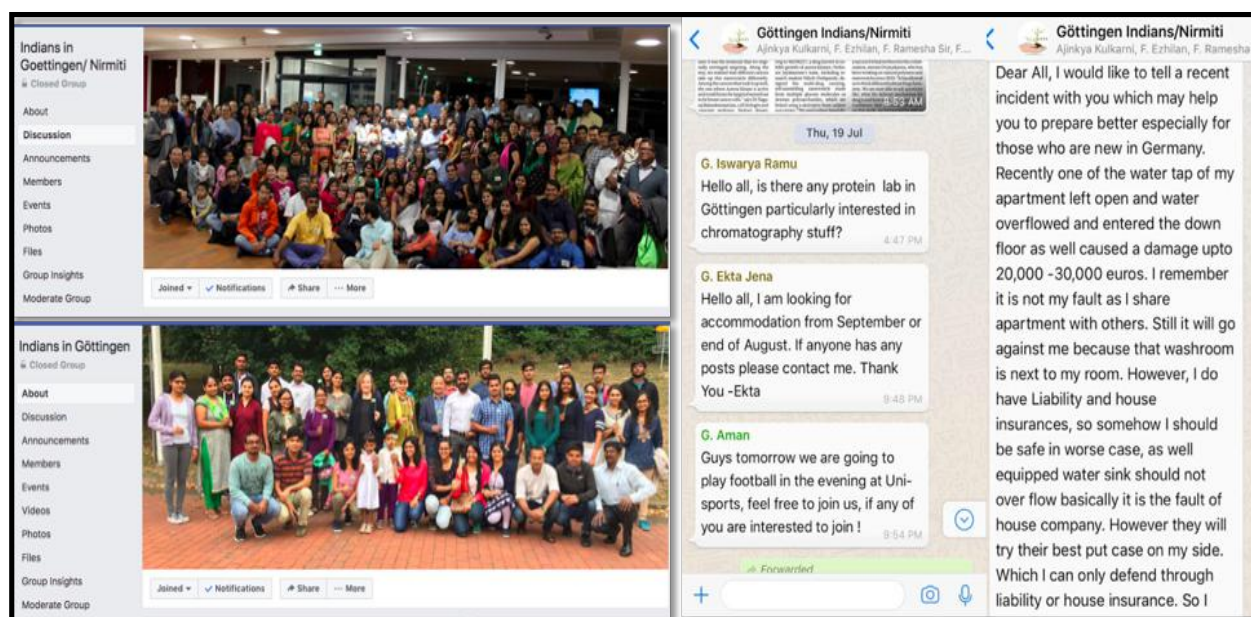 Indians in
Goettingen/ Nirmiti
Closed Group
About
Discussion
Announcements
Members
Events
Photos
Files
Group Insights
Moderate Group
Joined
Notifications
Share
More
Indians in Göttingen
Closed Group
About
Discussion
Announcements
Members
Events
Videos
Photos
Files
Group Insights
Moderate Group
Joined
Notifications
Share
More
Göttingen Indians/Nirmiti
Ajinkya Kulkarni, F. Ezhilan, F. Ramesha Sir, F....
8:53 AM
Thu, 19 Jul
G. Iswarya Ramu
Hello all, is there any protein lab in
Göttingen particularly interested in
chromatography stuff?
4:47 PM
G. Ekta Jena
Hello all, I am looking for
accommodation from September or
end of August. If anyone has any
posts please contact me. Thank
You -Ekta
9:48 PM
G. Aman
Guys tomorrow we are going to
play football in the evening at Uni-
sports, feel free to join us, if any of
you are interested to join !
9:54 PM
Forwarded
Göttingen Indians/Nirmiti
Ajinkya Kulkarni, F. Ezhilan, F. Ramesha
Dear All, I would like to tell a recent
incident with you which may help
you to prepare better especially for
those who are new in Germany.
Recently one of the water tap of my
apartment left open and water
overflowed and entered the down
floor as well caused a damage upto
20,000 -30,000 euros. I remember
it is not my fault as I share
apartment with others. Still it will go
against me because that washroom
is next to my room. However, I do
have Liability and house
insurances, so somehow I should
be safe in worse case, as well
equipped water sink should not
over flow basically it is the fault of
house company. However they will
try their best put case on my side.
Which I can only defend through
liability or house insurance. So I